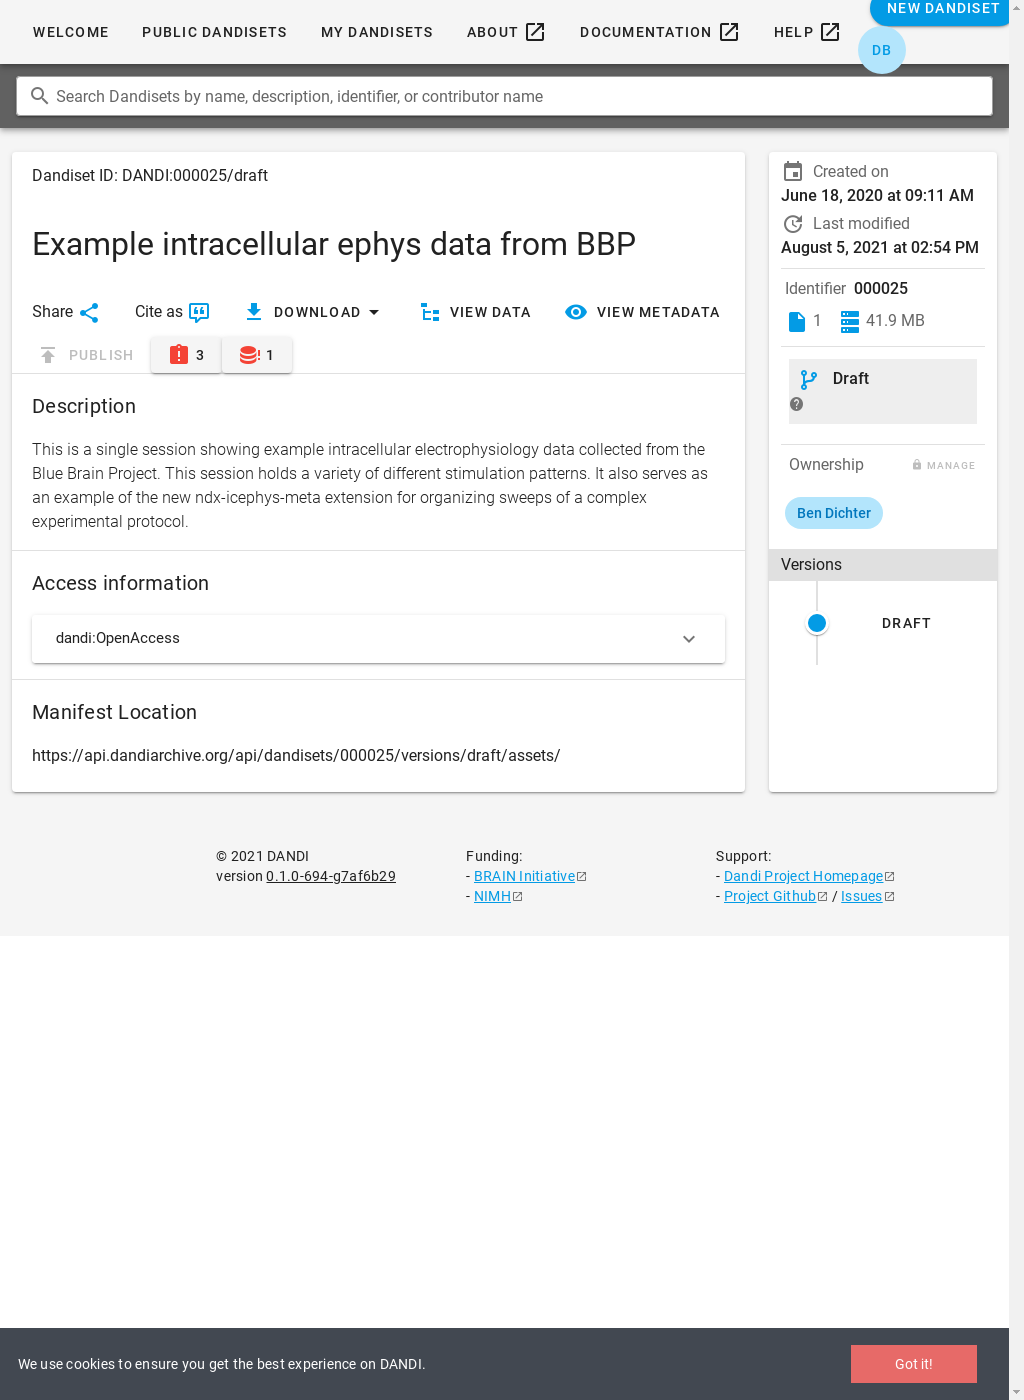 WELCOME
PUBLIC DANDISETS
MY DANDISETS
ABOUT
DOCUMENTATION
HELP
NEW DANDISET
DB
Search Dandisets by name, description, identifier, or contributor name
Dandiset ID: DANDI:000025/draft
Example intracellular ephys data from BBP
Share
Cite as
DOWNLOAD
VIEW DATA
VIEW METADATA
PUBLISH
3
1
Description
This is a single session showing example intracellular electrophysiology data collected from the
Blue Brain Project. This session holds a variety of different stimulation patterns. It also serves as
an example of the new ndx-icephys-meta extension for organizing sweeps of a complex
experimental protocol.
Access information
dandi:OpenAccess
Manifest Location
https://api.dandiarchive.org/api/dandisets/000025/versions/draft/assets/
Created on
June 18, 2020 at 09:11 AM
Last modified
August 5, 2021 at 02:54 PM
Identifier 000025
1
41.9 MB
Draft
Ownership
MANAGE
Ben Dichter
Versions
DRAFT
© 2021 DANDI
version 0.1.0-694-g7af6b29
Funding:
- BRAIN Initiative
- NIMH
Support:
- Dandi Project Homepage
- Project Github / Issues
We use cookies to ensure you get the best experience on DANDI.
Got it!